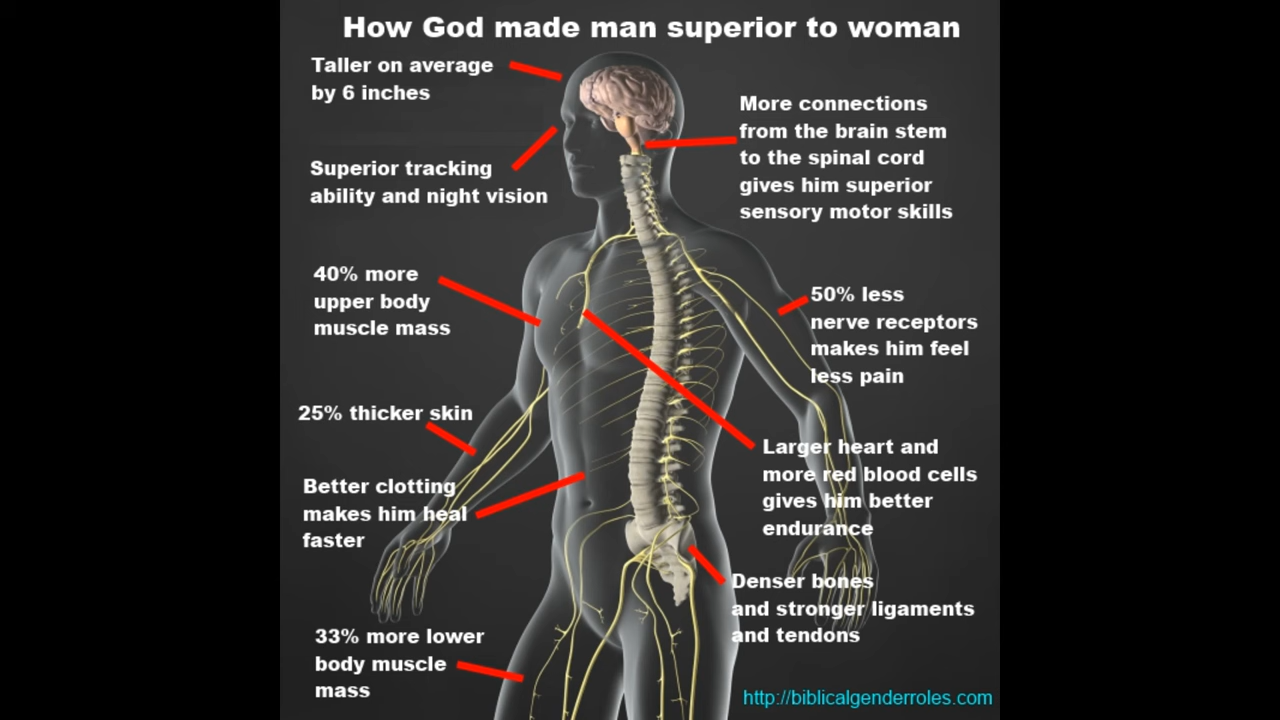 How God made man superior to woman
Taller on average
by 6 inches
Superior tracking
ability and night vision
40% more
upper body
muscle mass
25% thicker skin
Better clotting
makes him heal
faster
33% more lower
body muscle
mass
More connections
from the brain stem
to the spinal cord
gives him superior
sensory motor skills
50% less
nerve receptors
makes him feel
less pain
Larger heart and
more red blood cells
gives him better
endurance
Denser bones
and stronger ligaments
and tendons
http://biblicalgenderroles.com